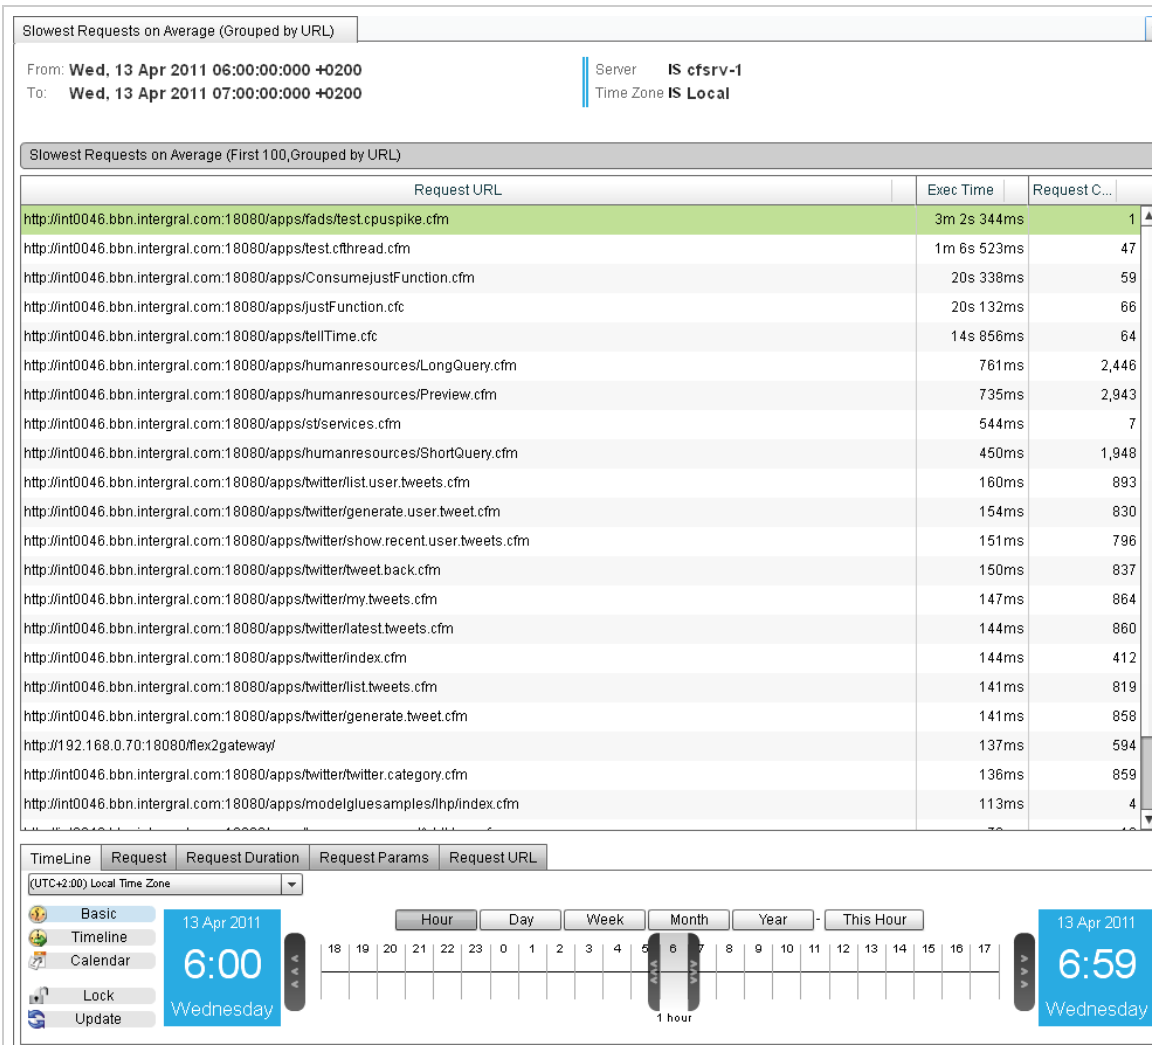 Slowest Requests on Average (Grouped by URL)
From: Wed, 13 Apr 2011 06:00:00:000 +0200
Server IS cfsrv-1
To: Wed, 13 Apr 2011 07:00:00:000 +0200
Time Zone IS Local
Slowest Requests on Average (First 100,Grouped by URL)
Request URL Exec Time Request C...
http://int0046.bbn.intergral.com:18080/apps/fads/test.cpuspike.cfm 3m 2s 344ms 1
http://int0046.bbn.intergral.com:18080/apps/test.cfthread.cfm 1m 6s 523ms 47
http://int0046.bbn.intergral.com:18080/apps/ConsumejustFunction.cfm 20s 338ms 59
http://int0046.bbn.intergral.com:18080/apps/justFunction.cfc 20s 132ms 66
http://int0046.bbn.intergral.com:18080/apps/tellTime.cfc 14s 856ms 64
http://int0046.bbn.intergral.com:18080/apps/humanresources/LongQuery.cfm 761ms 2,446
http://int0046.bbn.intergral.com:18080/apps/humanresources/Preview.cfm 735ms 2,943
http://int0046.bbn.intergral.com:18080/apps/st/services.cfm 544ms 7
http://int0046.bbn.intergral.com:18080/apps/humanresources/ShortQuery.cfm 450ms 1,948
http://int0046.bbn.intergral.com:18080/apps/twitter/list.user.tweets.cfm 160ms 893
http://int0046.bbn.intergral.com:18080/apps/twitter/generate.user.tweet.cfm 154ms 830
http://int0046.bbn.intergral.com:18080/apps/twitter/show.recent.user.tweets.cfm 151ms 796
http://int0046.bbn.intergral.com:18080/apps/twitter/tweet.back.cfm 150ms 837
http://int0046.bbn.intergral.com:18080/apps/twitter/my.tweets.cfm 147ms 864
http://int0046.bbn.intergral.com:18080/apps/twitter/latest.tweets.cfm 144ms 860
http://int0046.bbn.intergral.com:18080/apps/twitter/index.cfm 144ms 412
http://int0046.bbn.intergral.com:18080/apps/twitter/list.tweets.cfm 141ms 819
http://int0046.bbn.intergral.com:18080/apps/twitter/generate.tweet.cfm 141ms 858
http://192.168.0.70:18080/flex2gateway/ 137ms 594
http://int0046.bbn.intergral.com:18080/apps/twitter/twitter.category.cfm 136ms 859
http://int0046.bbn.intergral.com:18080/apps/modelgluesamples/lhp/index.cfm 113ms 4
TimeLine Request Request Duration Request Params Request URL
(UTC+2:00) Local Time Zone
Basic
Timeline
Calendar
Lock
Update
13 Apr 2011
6:00
Wednesday
Hour Day Week Month Year - This Hour
18 19 20 21 22 23 0 1 2 3 4 5 6 7 8 9 10 11 12 13 14 15 16 17
1 hour
13 Apr 2011
6:59
Wednesday